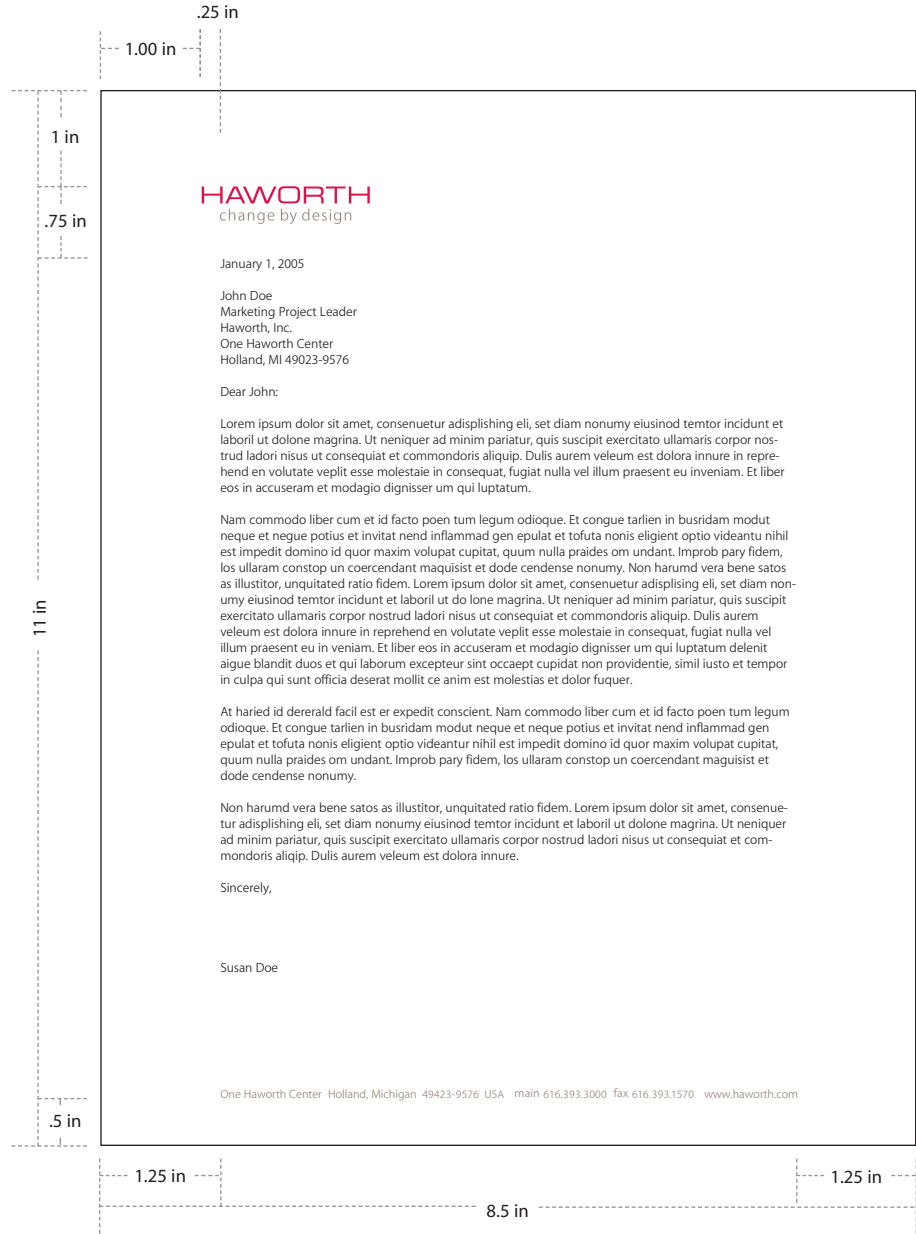 .25 in
1.00 in
1 in
HAWORTH
change by design
.75 in
January 1, 2005
John Doe
Marketing Project Leader
Haworth, Inc.
One Haworth Center
Holland, MI 49023-9576
Dear John:
Lorem ipsum dolor sit amet, consenuetur adisplishing eli, set diam nonumy eiusinod temtor incidunt et
laboril ut dolone magrina. Ut neniquer ad minim pariatur, quis suscipit exercitato ullamaris corpor nos-
trud ladori nisus ut consequiat et commondoris aliquip. Dulis aurem veleum est dolora innure in repre-
hend en volutate veplit esse molestaie in consequat, fugiat nulla vel illum praesent eu inveniam. Et liber
eos in accuseram et modagio dignisser um qui luptatum.
Nam commodo liber cum et id facto poen tum legum odioque. Et congue tarlien in busridam modut
neque et negue potius et invitat nend inflammad gen epulat et tofuta nonis eligient optio videantu nihil
est impedit domino id quor maxim volupat cupitat, quum nulla praides om undant. Improb pary fidem,
los ullaram constop un coercendant maquisist et dode cendense nonumy. Non harumd vera bene satos
as illustitor, unquitated ratio fidem. Lorem ipsum dolor sit amet, consenuetur adisplising eli, set diam non-
umy eiusinod temtor incidunt et laboril ut do lone magrina. Ut neniquer ad minim pariatur, quis suscipit
exercitato ullamaris corpor nostrud ladori nisus ut consequiat et commondoris aliquip. Dulis aurem
veleum est dolora innure in reprehend en volutate veplit esse molestaie in consequat, fugiat nulla vel
illum praesent eu in veniam. Et liber eos in accuseram et modagio dignisser um qui luptatum delenit
aigue blandit duos et qui laborum excepteur sint occaept cupidat non providentie, simil iusto et tempor
in culpa qui sunt officia deserat mollit ce anim est molestias et dolor fuquer.
At haried id dererald facil est er expedit conscient. Nam commodo liber cum et id facto poen tum legum
odioque. Et congue tarlien in busridam modut neque et neque potius et invitat nend inflammad gen
epulat et tofuta nonis eligient optio videantur nihil est impedit domino id quor maxim volupat cupitat,
quum nulla praides om undant. Improb pary fidem, los ullaram constop un coercendant maguisist et
dode cendense nonumy.
Non harumd vera bene satos as illustitor, unquitated ratio fidem. Lorem ipsum dolor sit amet, consenue-
tur adisplishing eli, set diam nonumy eiusinod temtor incidunt et laboril ut dolone magrina. Ut neniquer
ad minim pariatur, quis suscipit exercitato ullamaris corpor nostrud ladori nisus ut consequiat et com-
mondoris aliqip. Dulis aurem veleum est dolora innure.
Sincerely,
Susan Doe
11 in
One Haworth Center Holland, Michigan 49423-9576 USA main 616.393.3000 fax 616.393.1570 www.haworth.com
.5 in
1.25 in
1.25 in
8.5 in